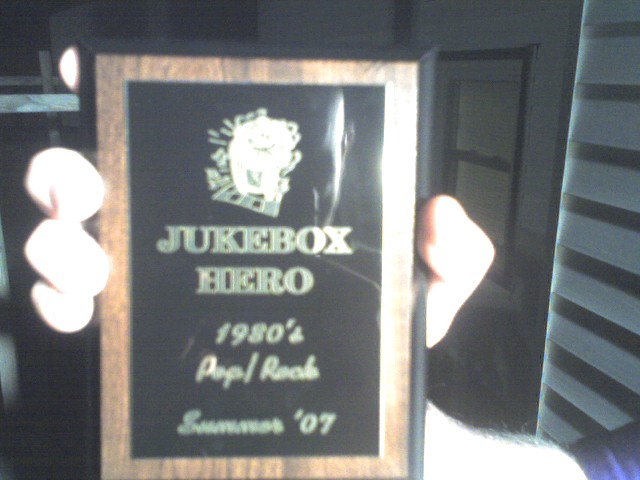 JUKEBOX
HERO
1980's
Pop/Rock
Summer '07